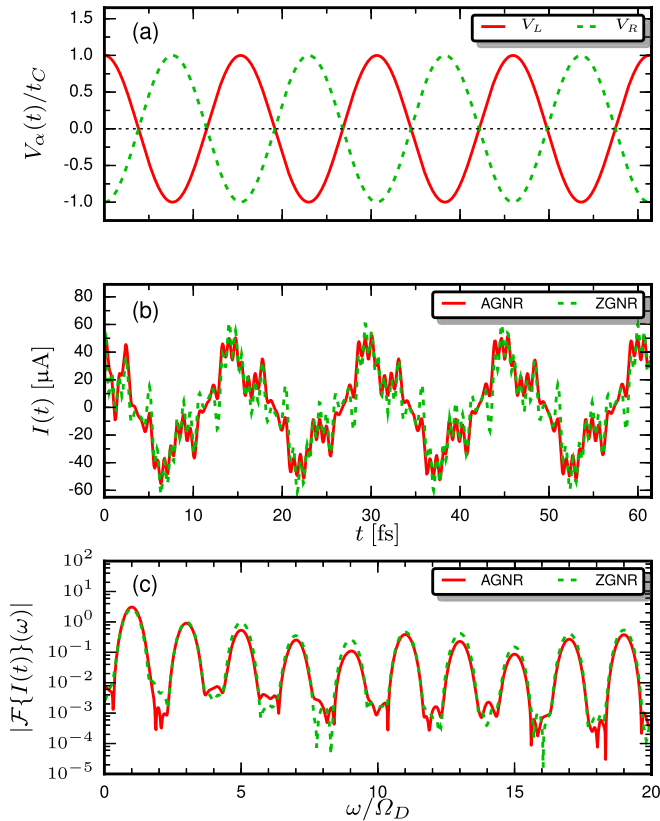 (a)
V_L V_R
V_α(t)/t_C
1.5
1.0
0.5
0.0
-0.5
-1.0
(b)
AGNR ZGNR
I(t) [μA]
80
60
40
20
0
-20
-40
-60
0 10 20 30 40 50 60
t [fs]
(c)
AGNR ZGNR
|ℱ{I(t)}(ω)|
10^2
10^1
10^0
10^-1
10^-2
10^-3
10^-4
10^-5
0 5 10 15 20
ω/Ω_D